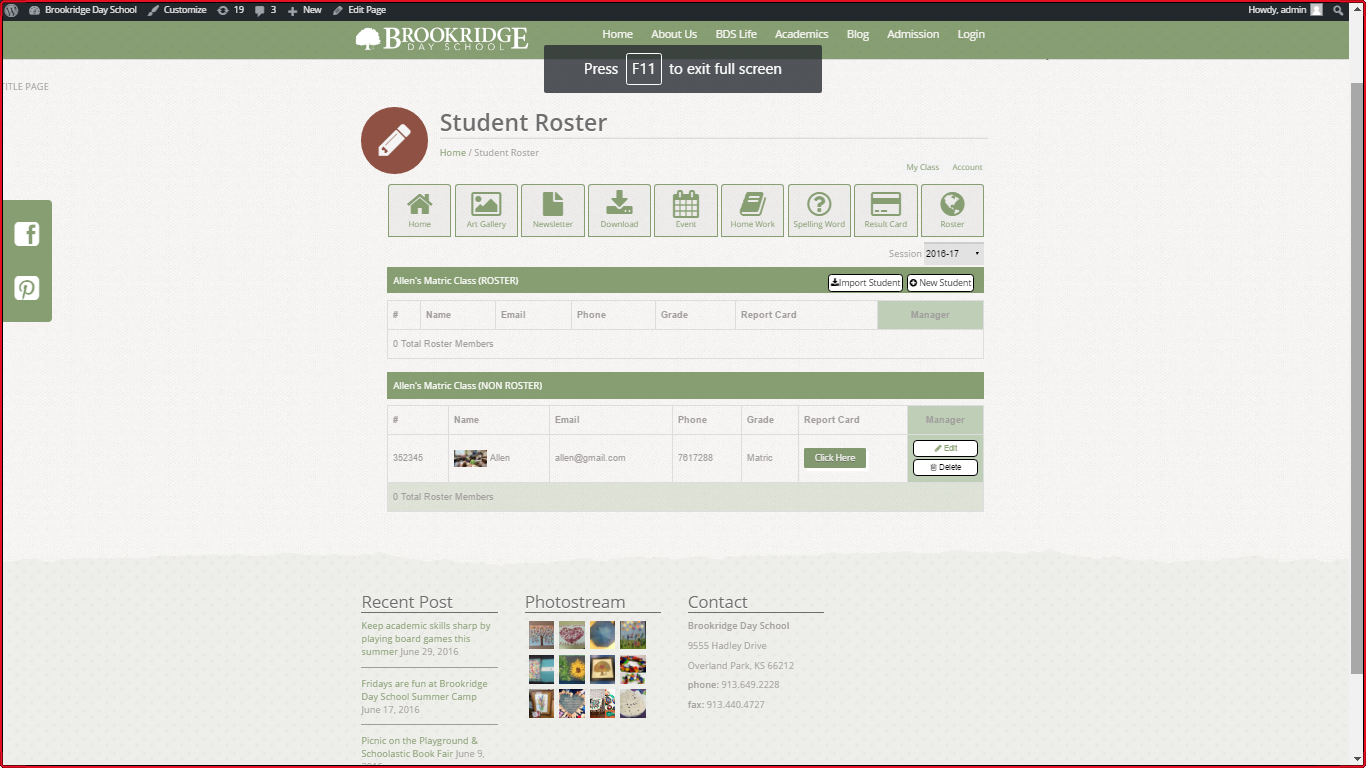 Brookridge Day School Customize 19 3 New Edit Page Howdy, admin
BROOKRIDGE
DAY SCHOOL
Home About Us BDS Life Academics Blog Admission Login
Press F11 to exit full screen
TITLE PAGE
Student Roster
Home / Student Roster
My Class Account
Home Art Gallery Newsletter Download Event Home Work Spelling Word Result Card Roster
Session 2016-17
Allen's Matric Class (ROSTER) Import Student New Student
# Name Email Phone Grade Report Card Manager
0 Total Roster Members
Allen's Matric Class (NON ROSTER)
# Name Email Phone Grade Report Card Manager
352345 Allen allen@gmail.com 7617288 Matric Click Here Edit
Delete
0 Total Roster Members
Recent Post
Keep academic skills sharp by
playing board games this
summer June 29, 2016
Fridays are fun at Brookridge
Day School Summer Camp
June 17, 2016
Picnic on the Playground &
Schoolastic Book Fair June 9,
2016
Photostream
Contact
Brookridge Day School
9555 Hadley Drive
Overland Park, KS 66212
phone: 913.649.2228
fax: 913.440.4727